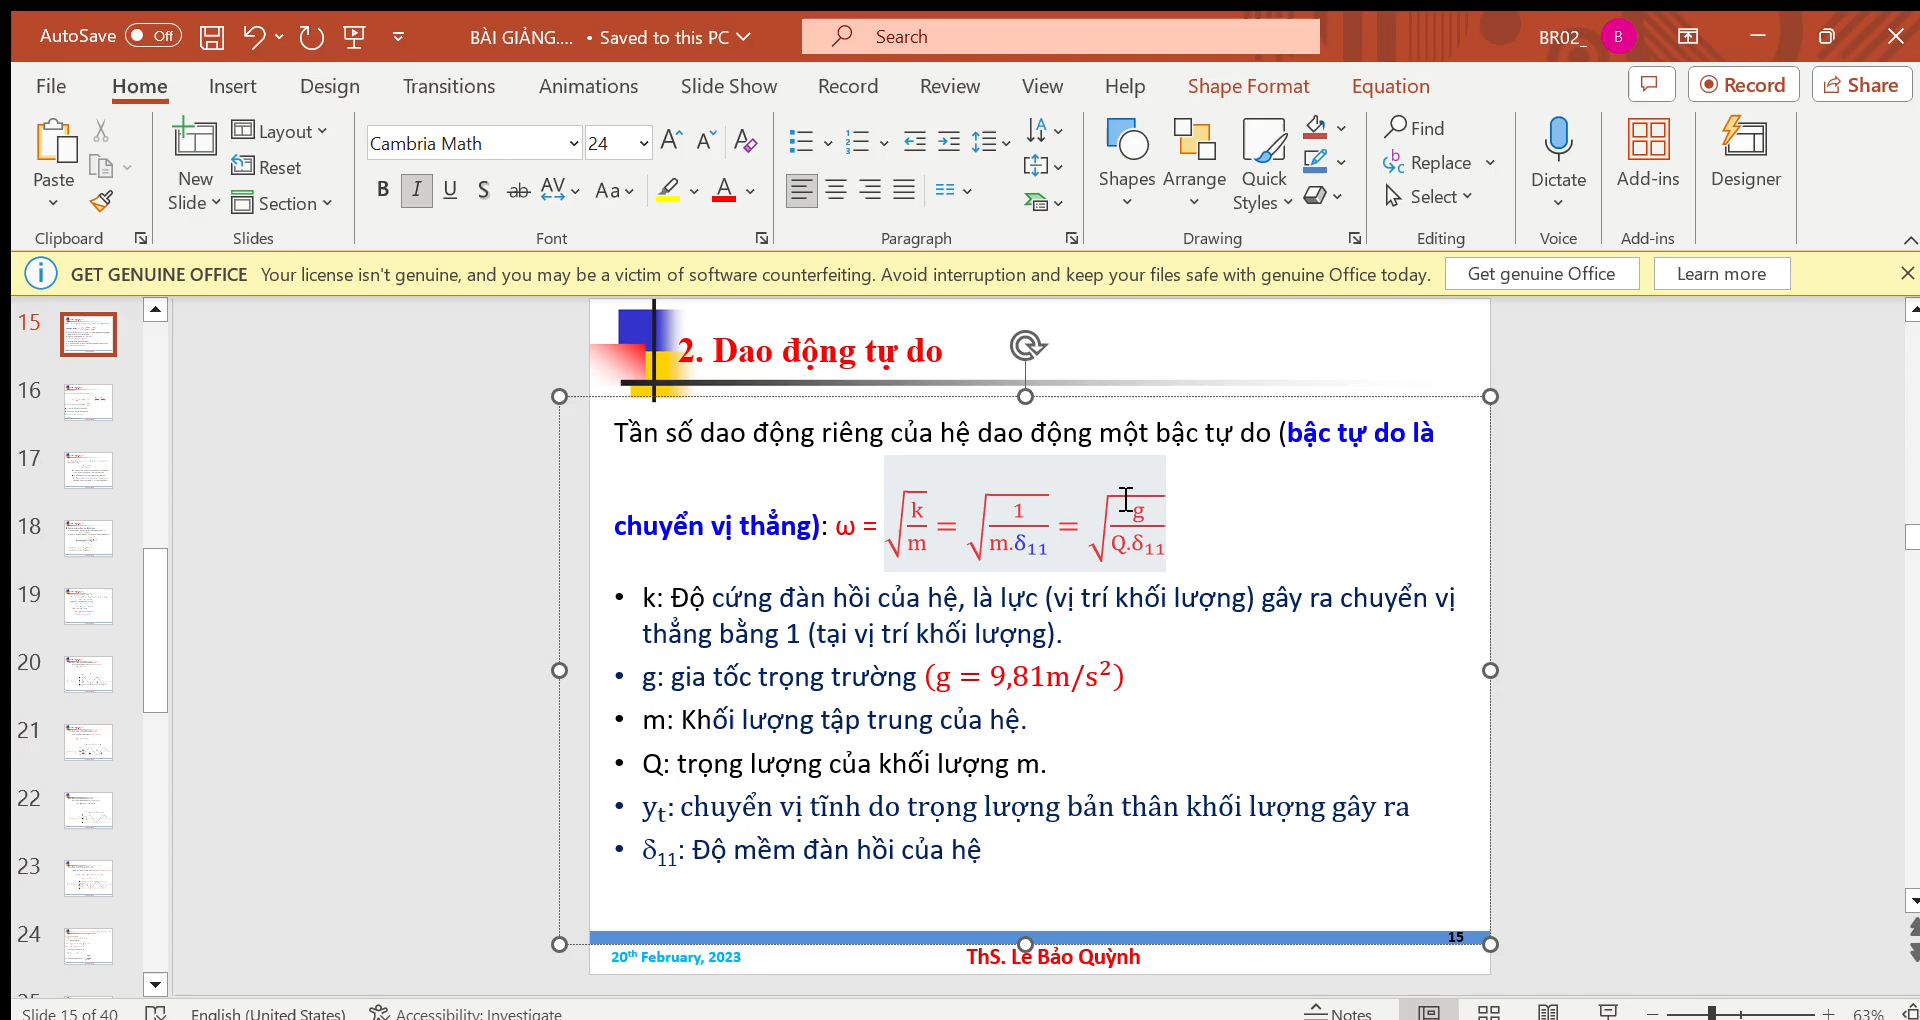 AutoSave Off BÀI GIẢNG.... • Saved to this PC Search BR02_ B
File Home Insert Design Transitions Animations Slide Show Record Review View Help Shape Format Equation Record Share
Paste
Clipboard
New Slide
Layout
Reset
Section
Slides
Cambria Math 24
B I U S ab AV Aa A
Font
Paragraph
Shapes Arrange Quick Styles
Drawing
Find
Replace
Select
Editing
Dictate
Voice
Add-ins
Add-ins
Designer
GET GENUINE OFFICE Your license isn't genuine, and you may be a victim of software counterfeiting. Avoid interruption and keep your files safe with genuine Office today. Get genuine Office Learn more
15
16
17
18
19
20
21
22
23
24
2. Dao động tự do
Tần số dao động riêng của hệ dao động một bậc tự do (bậc tự do là
chuyển vị thẳng): ω = √(k/m) = √(1/(m.δ₁₁)) = √(g/(Q.δ₁₁))
• k: Độ cứng đàn hồi của hệ, là lực (vị trí khối lượng) gây ra chuyển vị
thẳng bằng 1 (tại vị trí khối lượng).
• g: gia tốc trọng trường (g = 9,81m/s²)
• m: Khối lượng tập trung của hệ.
• Q: trọng lượng của khối lượng m.
• yₜ: chuyển vị tĩnh do trọng lượng bản thân khối lượng gây ra
• δ₁₁: Độ mềm đàn hồi của hệ
15
20th February, 2023 ThS. Lê Bảo Quỳnh
Slide 15 of 40 English (United States) Accessibility: Investigate Notes 63%